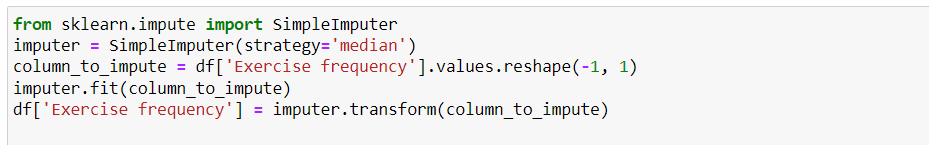 from sklearn.impute import SimpleImputer
imputer = SimpleImputer(strategy='median')
column_to_impute = df['Exercise frequency'].values.reshape(-1, 1)
imputer.fit(column_to_impute)
df['Exercise frequency'] = imputer.transform(column_to_impute)